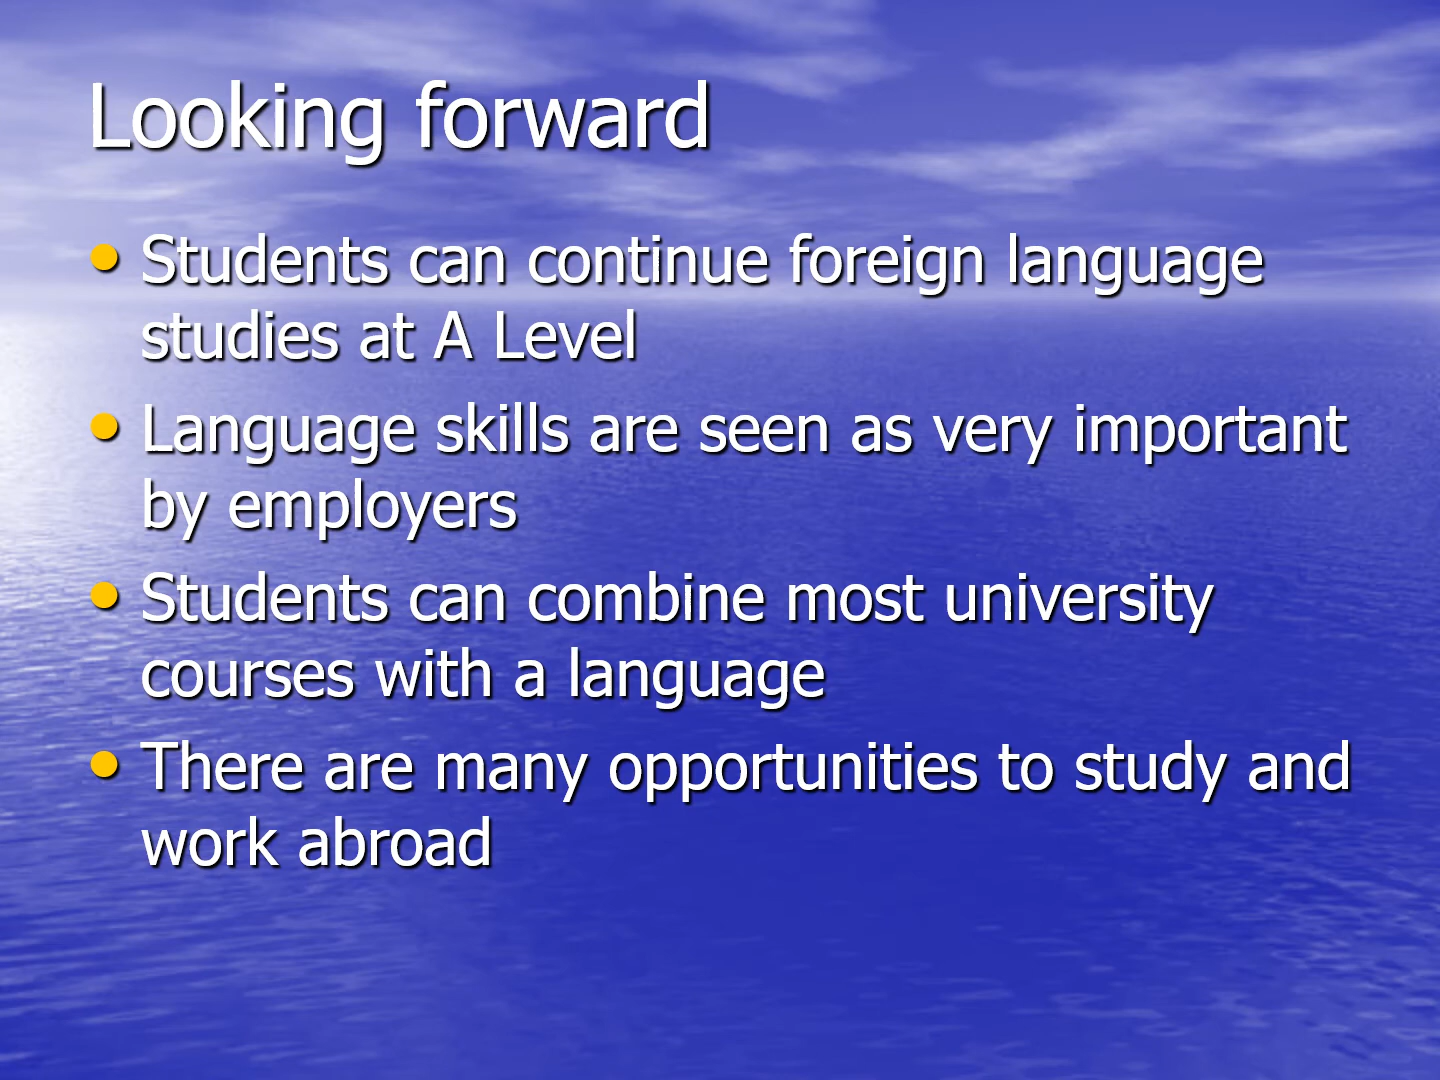 Looking forward
• Students can continue foreign language
studies at A Level
• Language skills are seen as very important
by employers
• Students can combine most university
courses with a language
• There are many opportunities to study and
work abroad